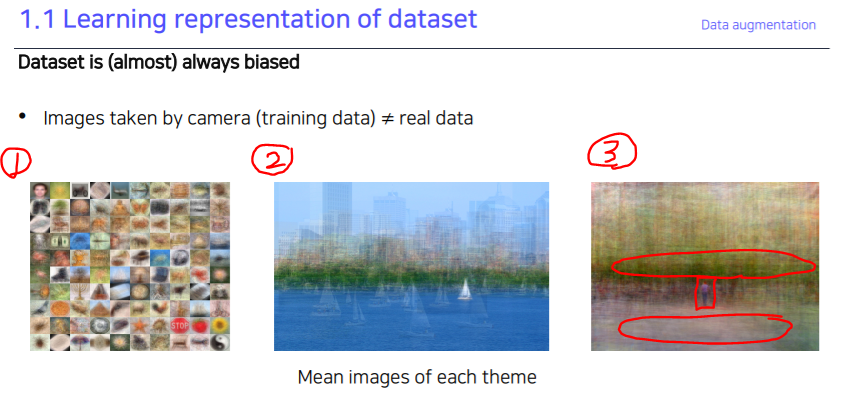 1.1 Learning representation of dataset
Data augmentation
Dataset is (almost) always biased
• Images taken by camera (training data) ≠ real data
1
2
3
STOP
Mean images of each theme